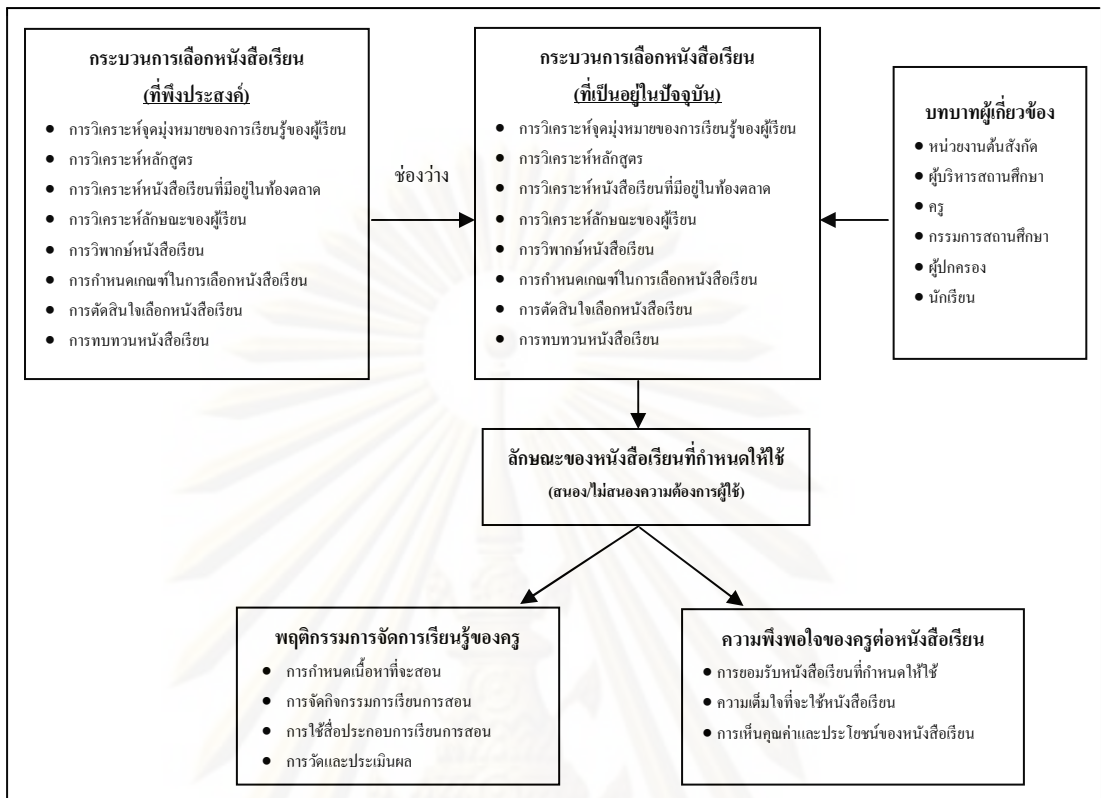 กระบวนการเลือกหนังสือเรียน
(ที่พึงประสงค์)
● การวิเคราะห์จุดมุ่งหมายของการเรียนรู้ของผู้เรียน
● การวิเคราะห์หลักสูตร
● การวิเคราะห์หนังสือเรียนที่มีอยู่ในท้องตลาด
● การวิเคราะห์ลักษณะของผู้เรียน
● การวิพากษ์หนังสือเรียน
● การกำหนดเกณฑ์ในการเลือกหนังสือเรียน
● การตัดสินใจเลือกหนังสือเรียน
● การทบทวนหนังสือเรียน
ช่องว่าง
กระบวนการเลือกหนังสือเรียน
(ที่เป็นอยู่ในปัจจุบัน)
● การวิเคราะห์จุดมุ่งหมายของการเรียนรู้ของผู้เรียน
● การวิเคราะห์หลักสูตร
● การวิเคราะห์หนังสือเรียนที่มีอยู่ในท้องตลาด
● การวิเคราะห์ลักษณะของผู้เรียน
● การวิพากษ์หนังสือเรียน
● การกำหนดเกณฑ์ในการเลือกหนังสือเรียน
● การตัดสินใจเลือกหนังสือเรียน
● การทบทวนหนังสือเรียน
บทบาทผู้เกี่ยวข้อง
● หน่วยงานต้นสังกัด
● ผู้บริหารสถานศึกษา
● ครู
● กรรมการสถานศึกษา
● ผู้ปกครอง
● นักเรียน
ลักษณะของหนังสือเรียนที่กำหนดให้ใช้
(สนอง/ไม่สนองความต้องการผู้ใช้)
พฤติกรรมการจัดการเรียนรู้ของครู
● การกำหนดเนื้อหาที่จะสอน
● การจัดกิจกรรมการเรียนการสอน
● การใช้สื่อประกอบการเรียนการสอน
● การวัดและประเมินผล
ความพึงพอใจของครูต่อหนังสือเรียน
● การยอมรับหนังสือเรียนที่กำหนดให้ใช้
● ความเต็มใจที่จะใช้หนังสือเรียน
● การเห็นคุณค่าและประโยชน์ของหนังสือเรียน